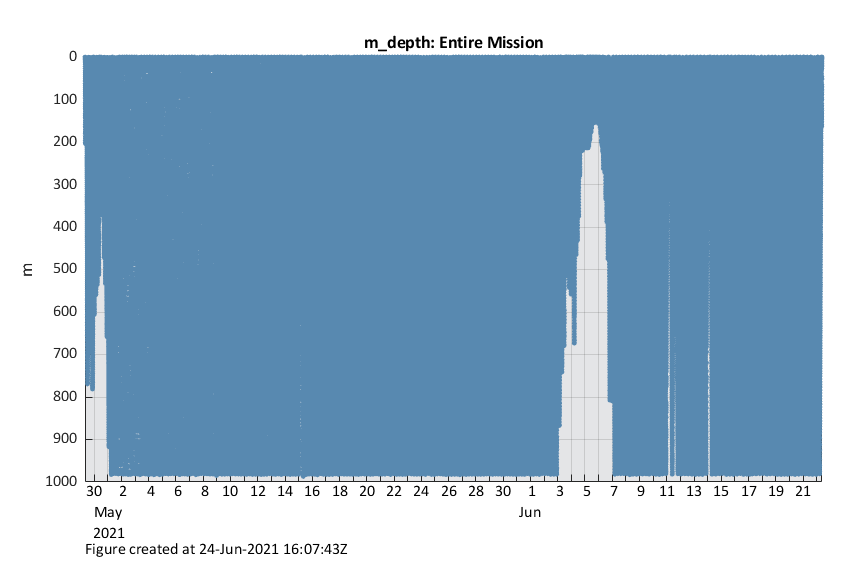 m_depth: Entire Mission
0
100
200
300
400
500
600
700
800
900
1000
m
30 2 4 6 8 10 12 14 16 18 20 22 24 26 28 30 1 3 5 7 9 11 13 15 17 19 21
May Jun
2021
Figure created at 24-Jun-2021 16:07:43Z